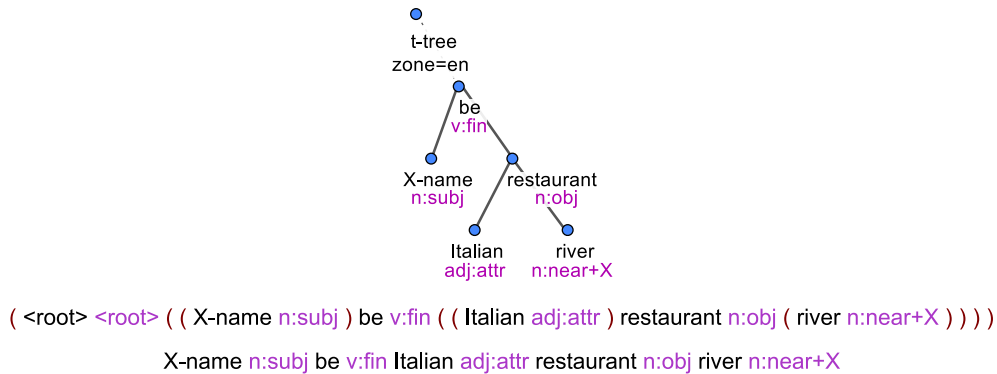 t-tree
zone=en
be
v:fin
X-name restaurant
n:subj n:obj
Italian river
adj:attr n:near+X
( <root> <root> ( ( X-name n:subj ) be v:fin ( ( Italian adj:attr ) restaurant n:obj ( river n:near+X ) ) ) )
X-name n:subj be v:fin Italian adj:attr restaurant n:obj river n:near+X